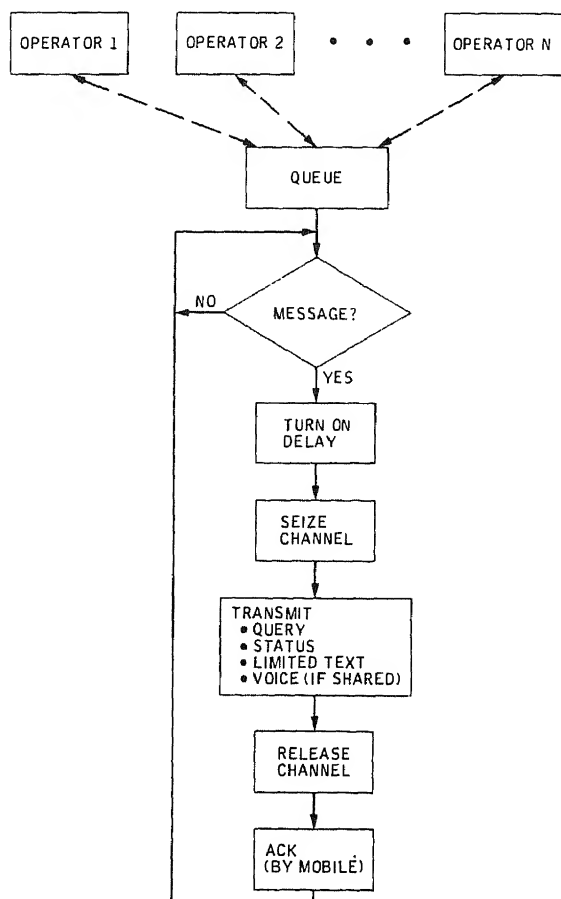 OPERATOR 1
OPERATOR 2
• • •
OPERATOR N
QUEUE
MESSAGE?
NO
YES
TURN ON
DELAY
SEIZE
CHANNEL
TRANSMIT
• QUERY
• STATUS
• LIMITED TEXT
• VOICE (IF SHARED)
RELEASE
CHANNEL
ACK
(BY MOBILE)